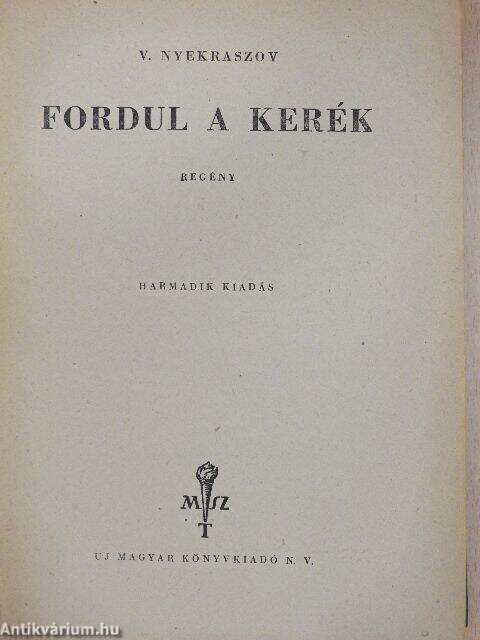 V. NYEKRASZOV
FORDUL A KERÉK
REGÉNY
HARMADIK KIADÁS
M SZ
T
UJ MAGYAR KÖNYVKIADÓ N. V.
Antikvárium.hu